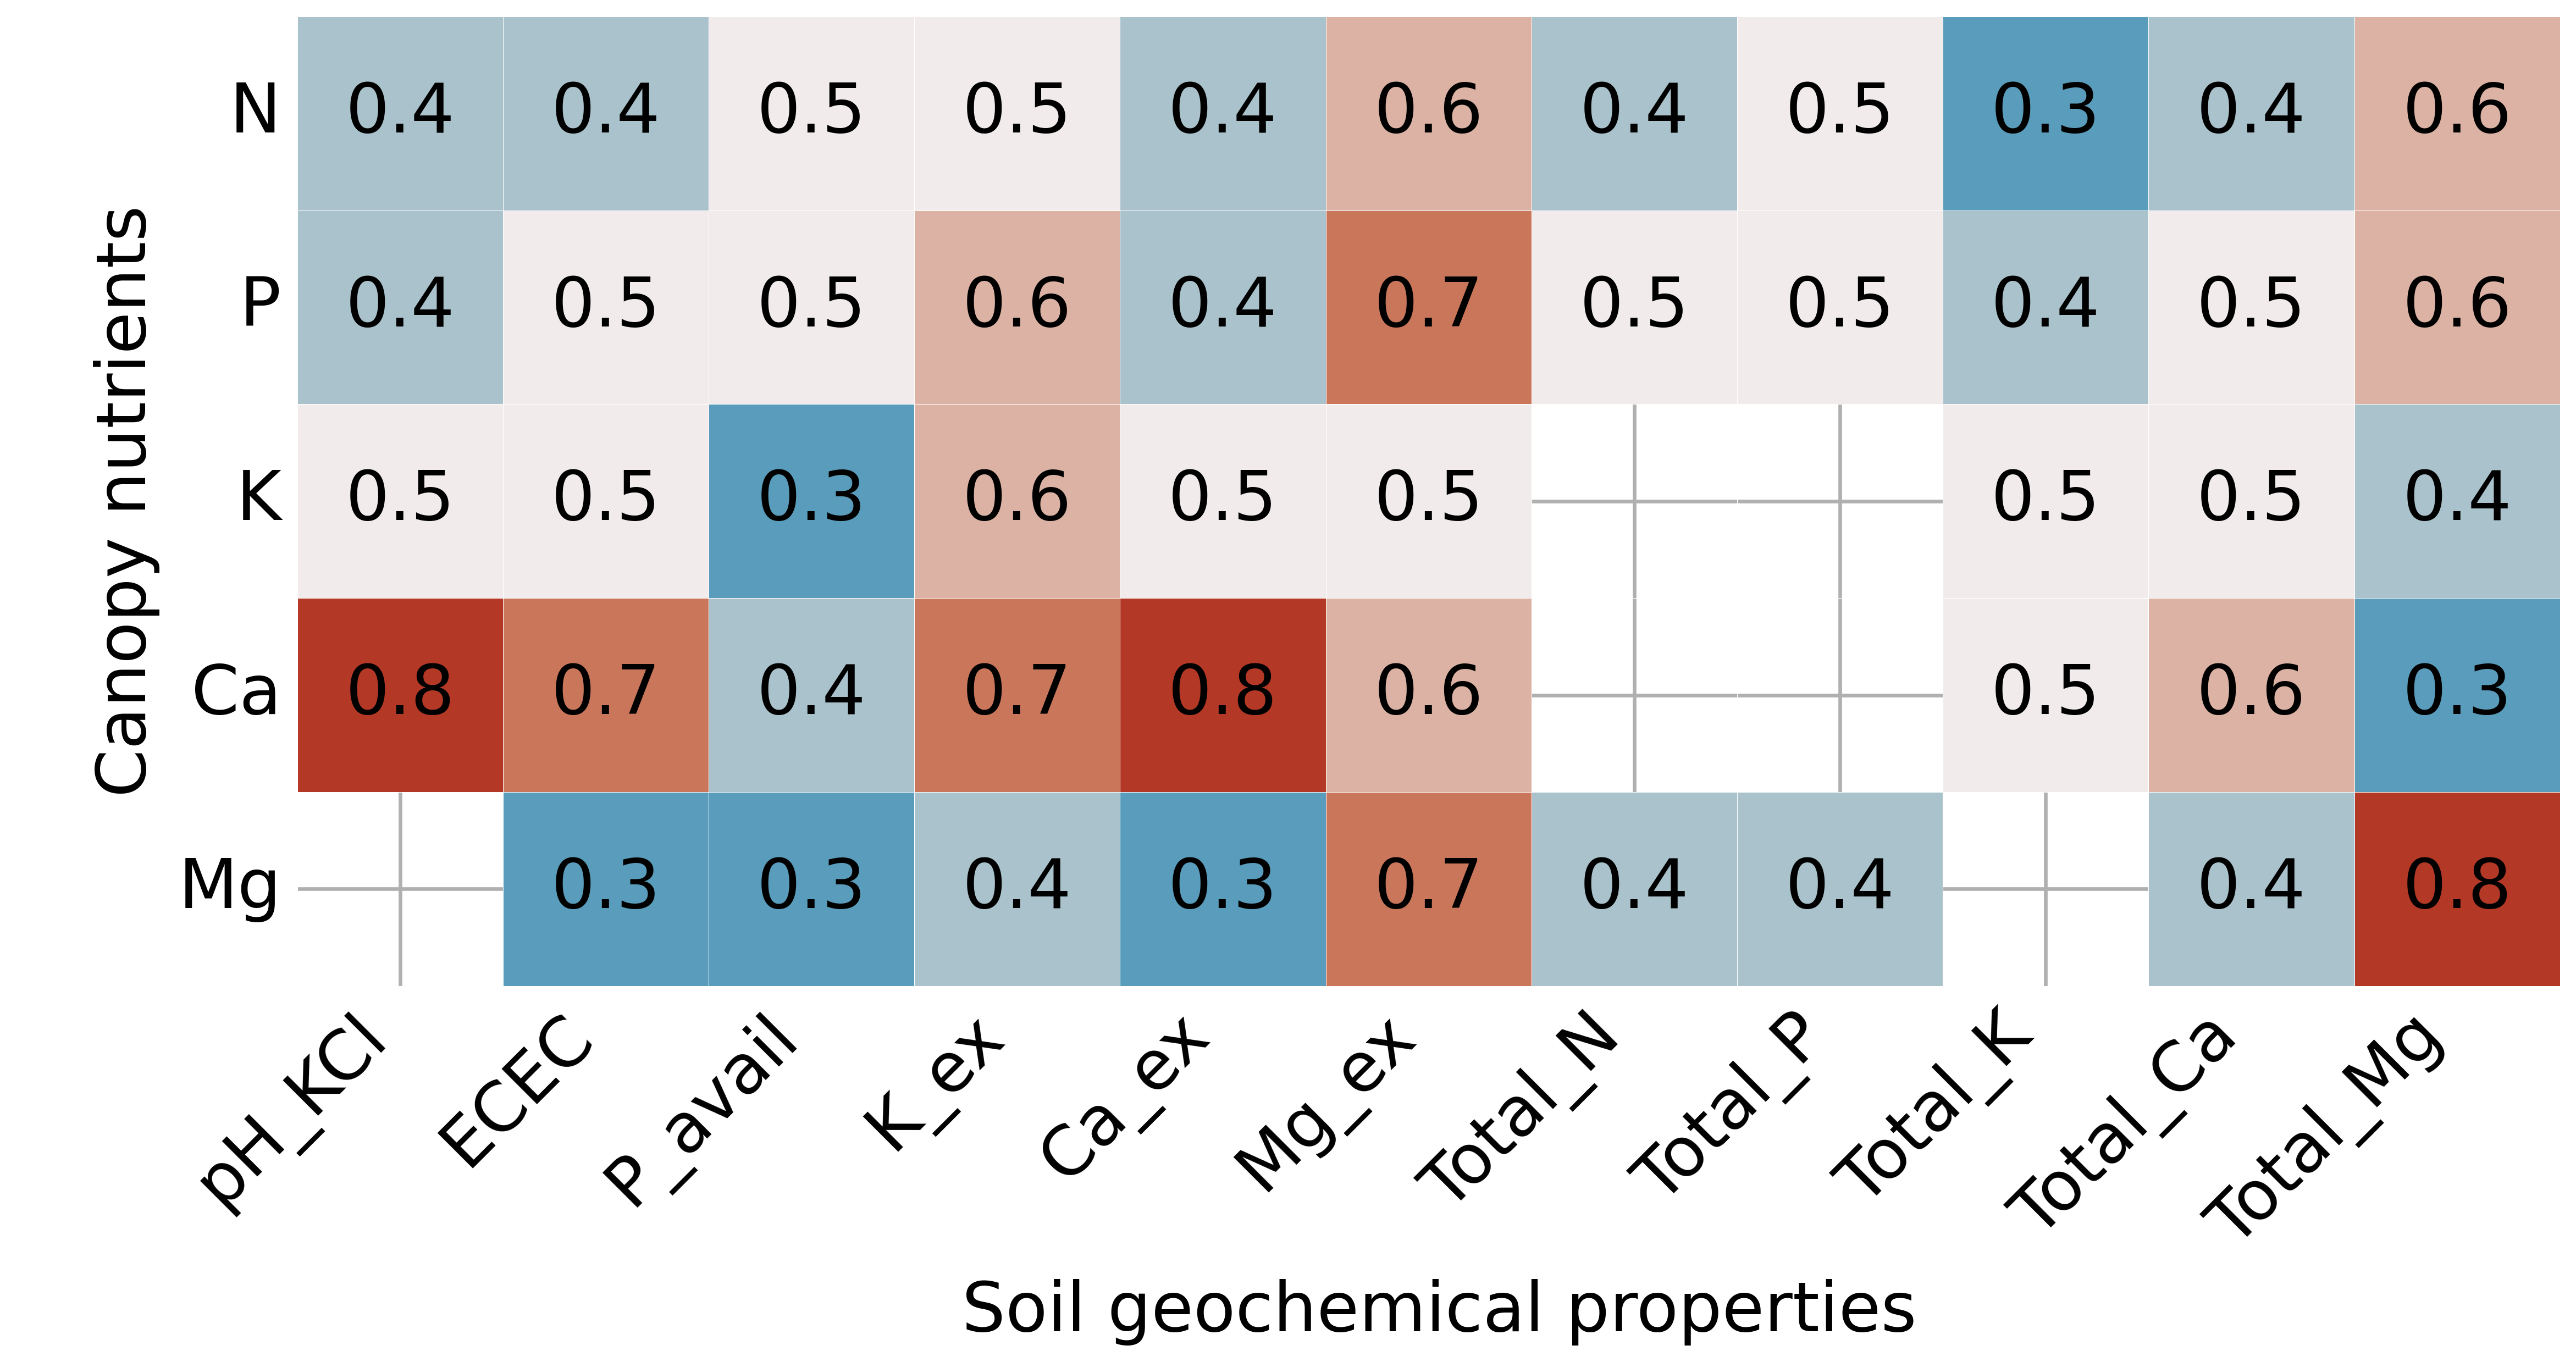 Canopy nutrients
N 0.4 0.4 0.5 0.5 0.4 0.6 0.4 0.5 0.3 0.4 0.6
P 0.4 0.5 0.5 0.6 0.4 0.7 0.5 0.5 0.4 0.5 0.6
K 0.5 0.5 0.3 0.6 0.5 0.5 0.5 0.5 0.4
Ca 0.8 0.7 0.4 0.7 0.8 0.6 0.5 0.6 0.3
Mg 0.3 0.3 0.4 0.3 0.7 0.4 0.4 0.4 0.8
pH_KCl ECEC P_avail K_ex Ca_ex Mg_ex Total_N Total_P Total_K Total_Ca Total_Mg
Soil geochemical properties